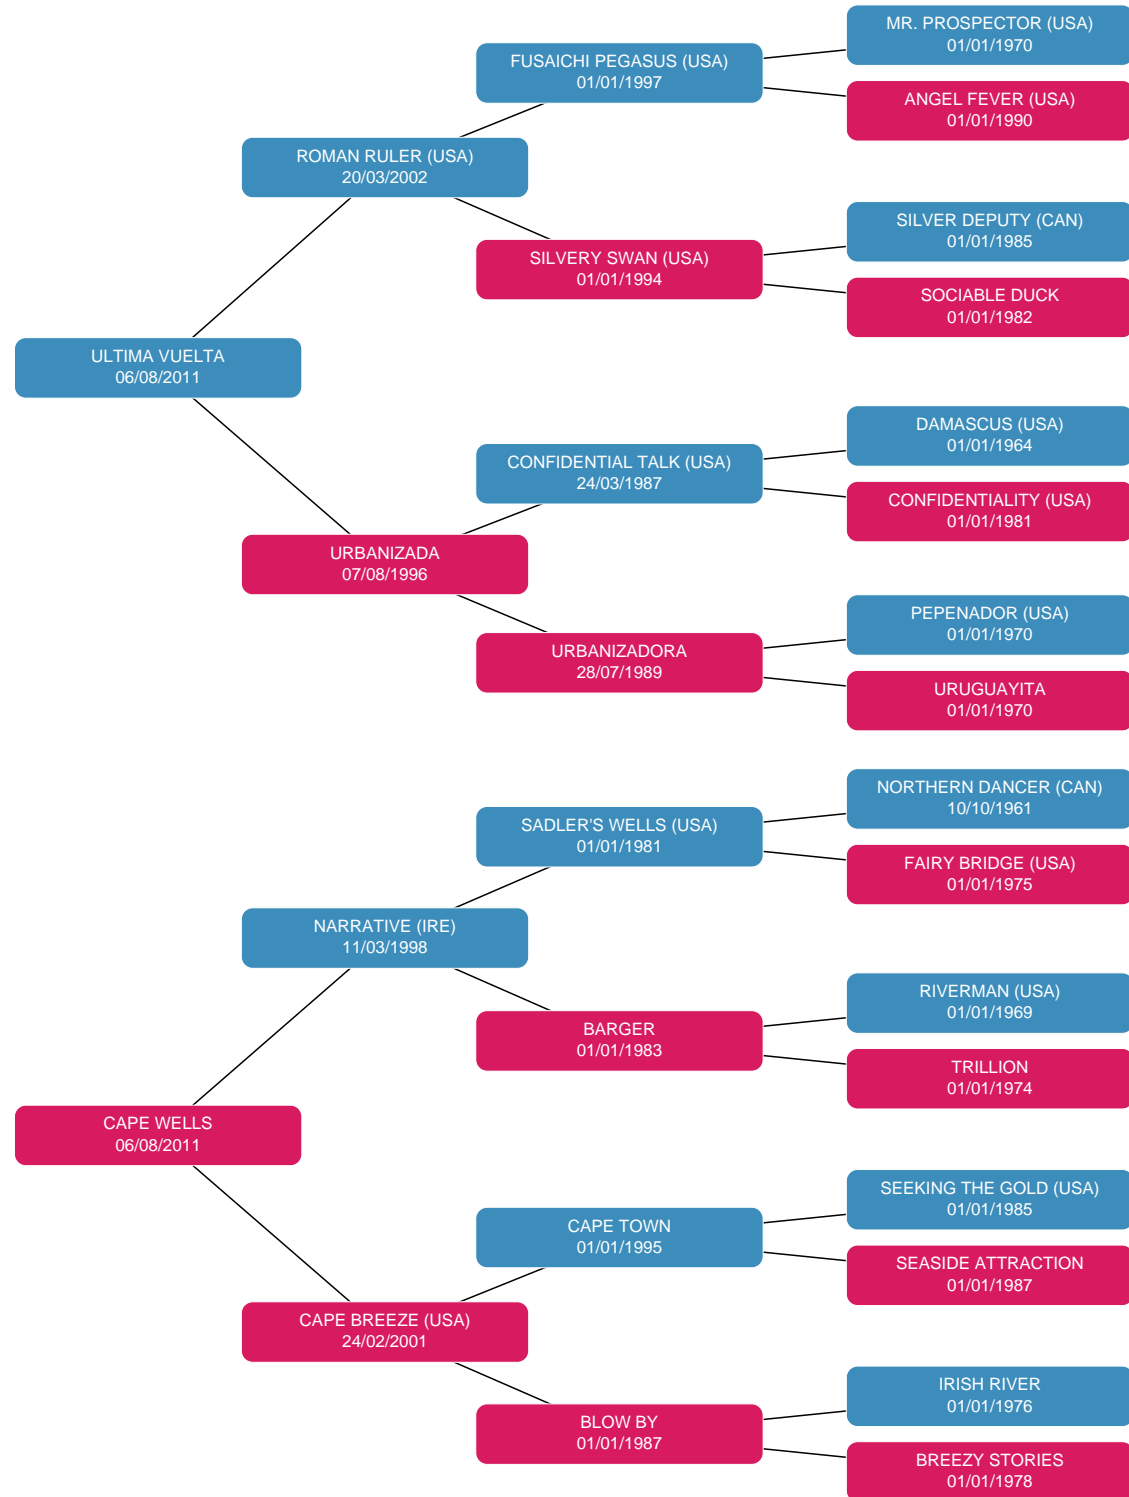 MR. PROSPECTOR (USA)
01/01/1970
FUSAICHI PEGASUS (USA)
01/01/1997
ANGEL FEVER (USA)
01/01/1990
ROMAN RULER (USA)
20/03/2002
SILVER DEPUTY (CAN)
01/01/1985
SILVERY SWAN (USA)
01/01/1994
SOCIABLE DUCK
01/01/1982
ULTIMA VUELTA
06/08/2011
DAMASCUS (USA)
01/01/1964
CONFIDENTIAL TALK (USA)
24/03/1987
CONFIDENTIALITY (USA)
01/01/1981
URBANIZADA
07/08/1996
PEPENADOR (USA)
01/01/1970
URBANIZADORA
28/07/1989
URUGUAYITA
01/01/1970
NORTHERN DANCER (CAN)
10/10/1961
SADLER'S WELLS (USA)
01/01/1981
FAIRY BRIDGE (USA)
01/01/1975
NARRATIVE (IRE)
11/03/1998
RIVERMAN (USA)
01/01/1969
BARGER
01/01/1983
TRILLION
01/01/1974
CAPE WELLS
06/08/2011
SEEKING THE GOLD (USA)
01/01/1985
CAPE TOWN
01/01/1995
SEASIDE ATTRACTION
01/01/1987
CAPE BREEZE (USA)
24/02/2001
IRISH RIVER
01/01/1976
BLOW BY
01/01/1987
BREEZY STORIES
01/01/1978